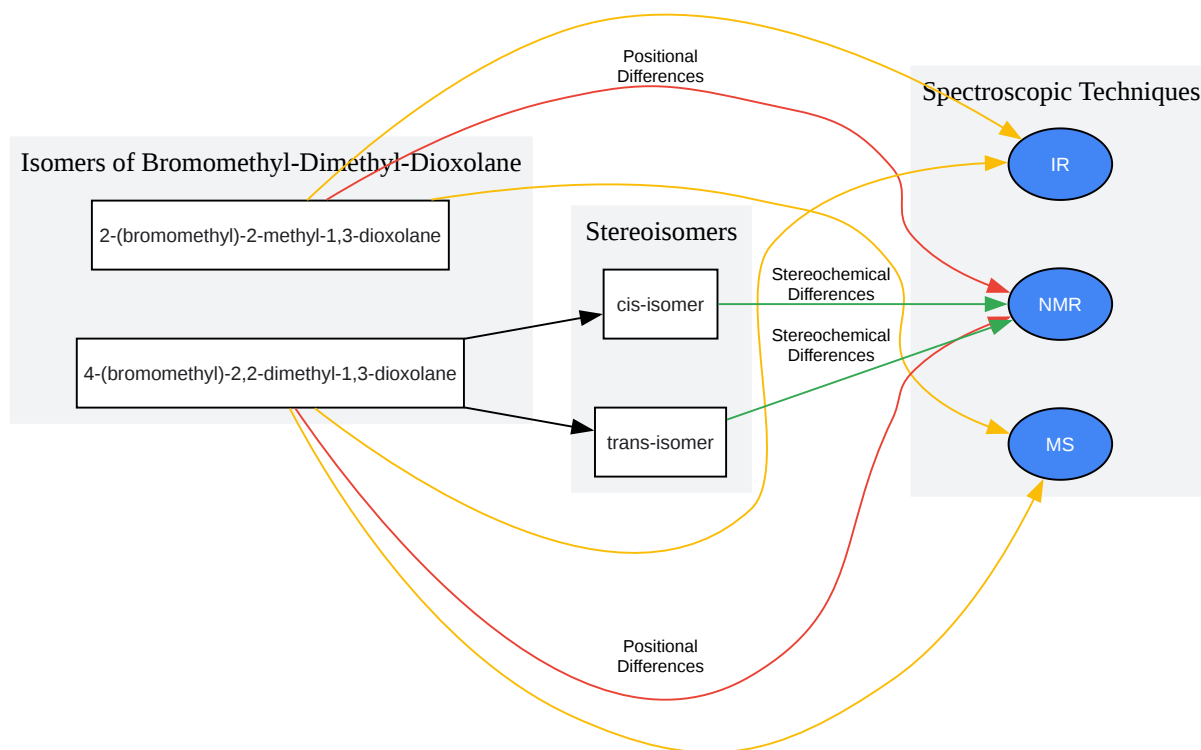 Positional
Differences
Spectroscopic Techniques
Isomers of Bromomethyl-Dimethyl-Dioxolane
IR
2-(bromomethyl)-2-methyl-1,3-dioxolane
Stereoisomers
Stereochemical
Differences
cis-isomer
NMR
Stereochemical
Differences
4-(bromomethyl)-2,2-dimethyl-1,3-dioxolane
trans-isomer
MS
Positional
Differences